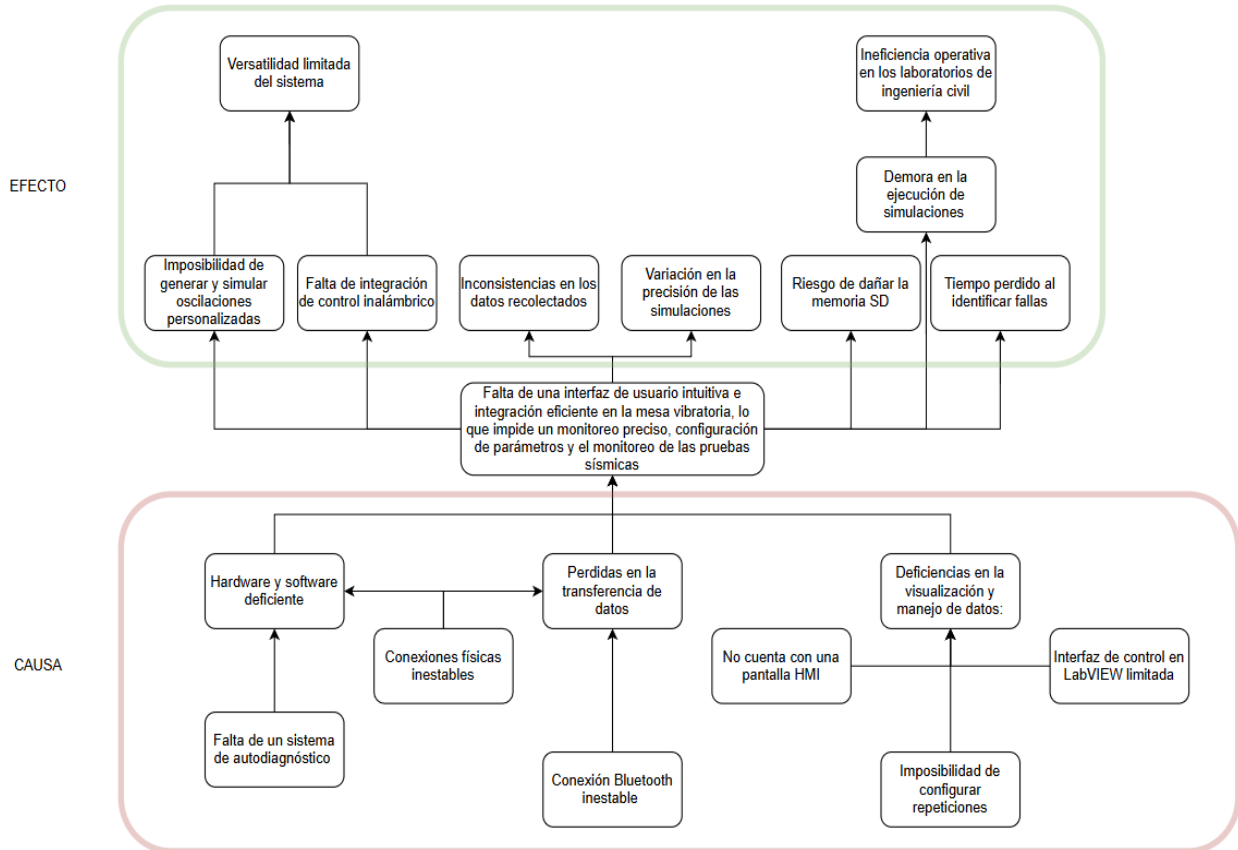 Versatilidad limitada
del sistema
Ineficiencia operativa
en los laboratorios de
ingeniería civil
EFECTO
Demora en la
ejecución de
simulaciones
Imposibilidad de
generar y simular
oscilaciones
personalizadas
Falta de integración
de control inalámbrico
Inconsistencias en los
datos recolectados
Variación en la
precisión de las
simulaciones
Riesgo de dañar la
memoria SD
Tiempo perdido al
identificar fallas
Falta de una interfaz de usuario intuitiva e
integración eficiente en la mesa vibratoria, lo
que impide un monitoreo preciso, configuración
de parámetros y el monitoreo de las pruebas
sísmicas
Hardware y software
deficiente
Perdidas en la
transferencia de
datos
Deficiencias en la
visualización y
manejo de datos:
CAUSA
Conexiones físicas
inestables
No cuenta con una
pantalla HMI
Interfaz de control en
LabVIEW limitada
Falta de un sistema
de autodiagnóstico
Conexión Bluetooth
inestable
Imposibilidad de
configurar
repeticiones